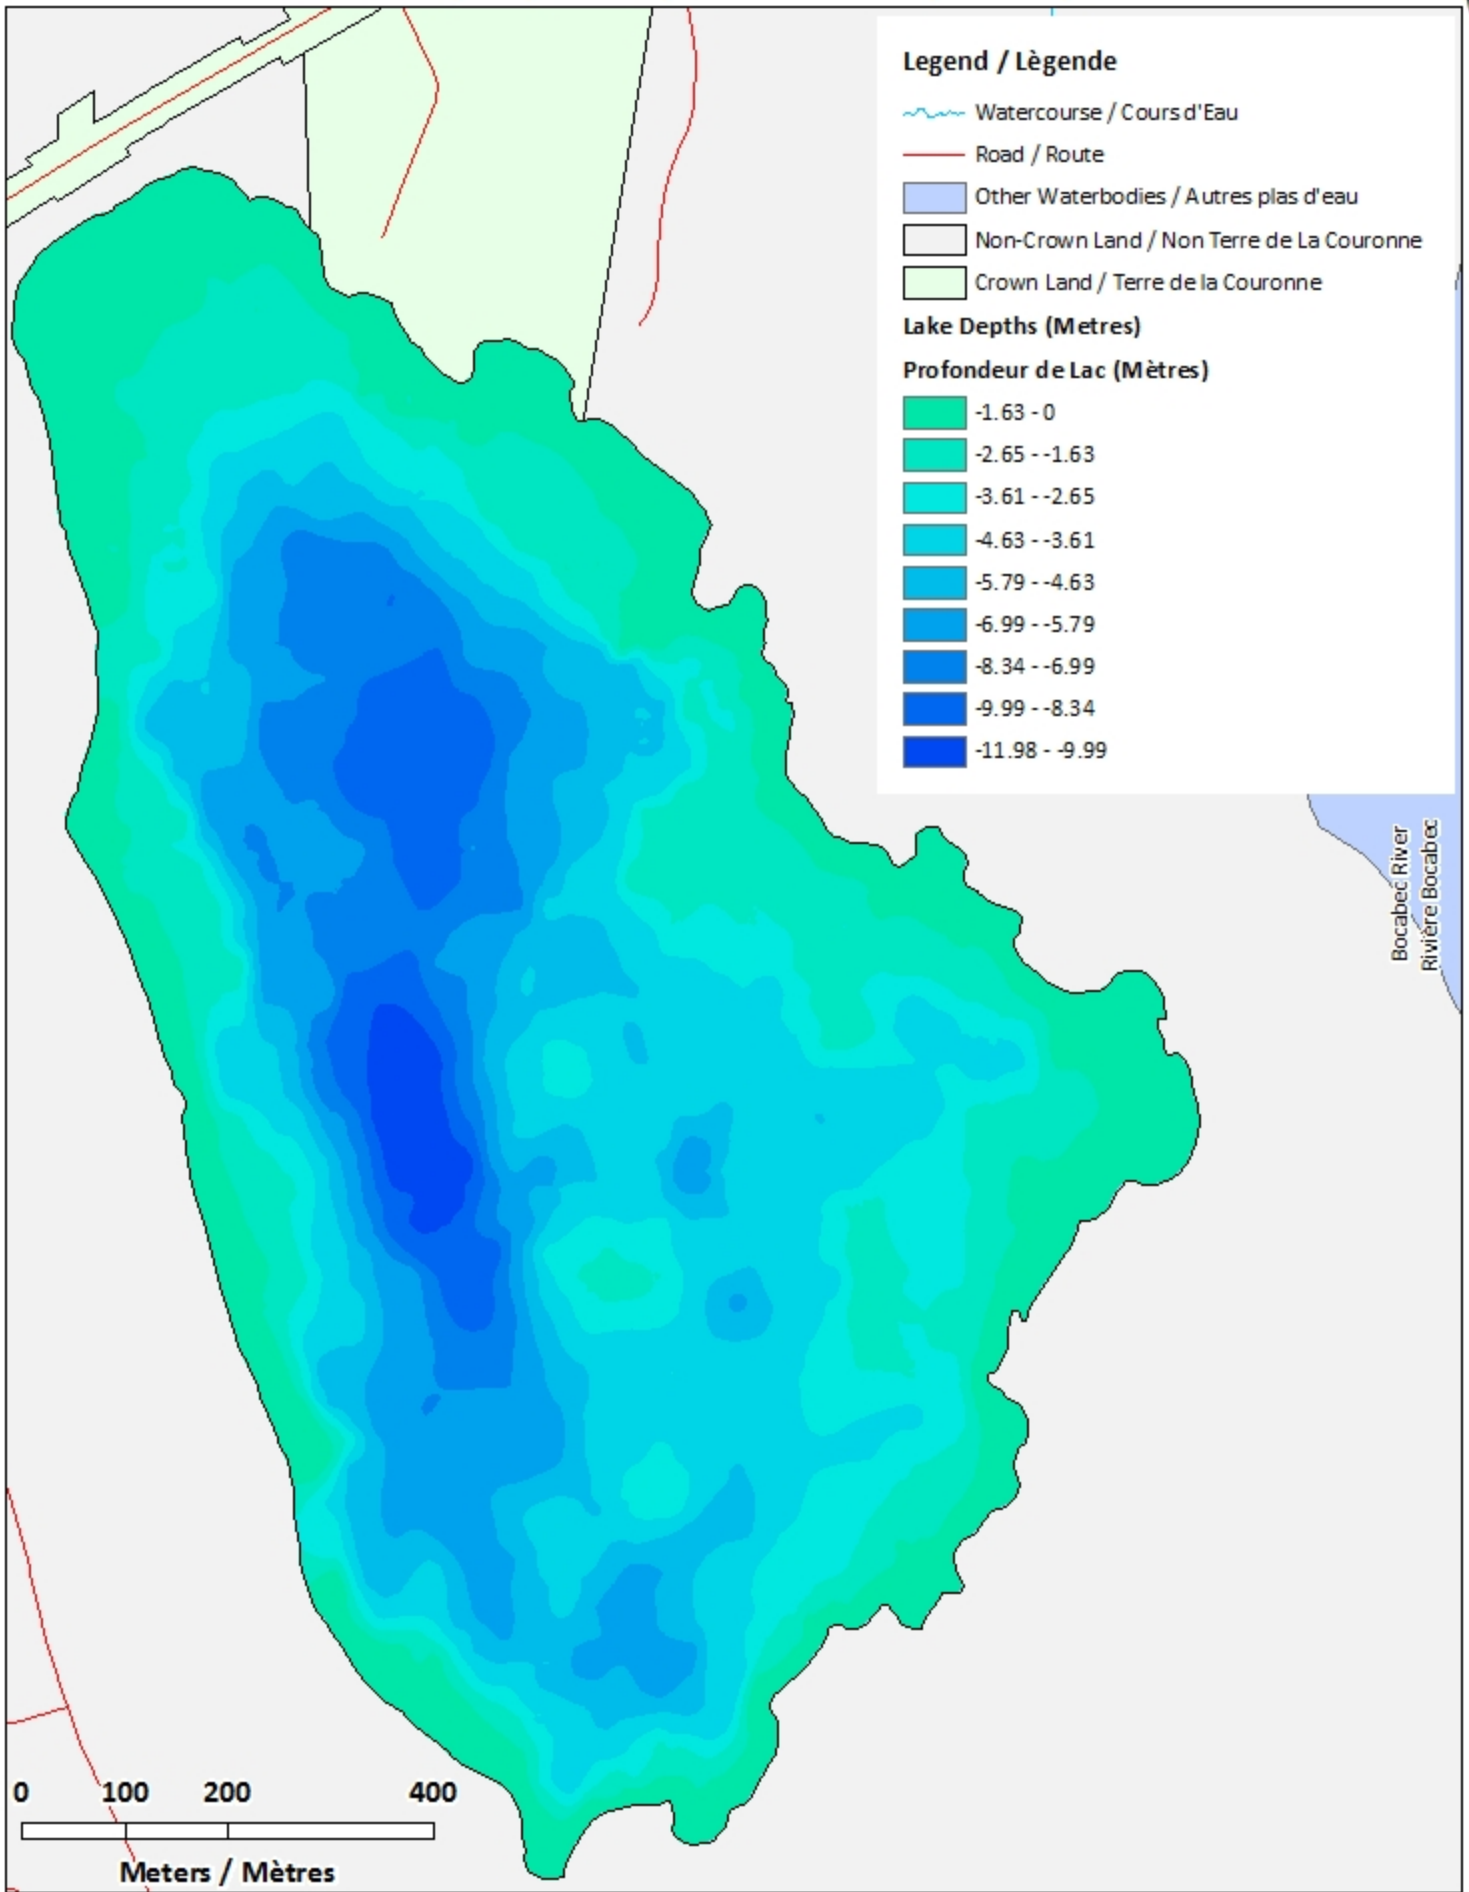 Legend / Lègende
Watercourse / Cours d'Eau
Road / Route
Other Waterbodies / Autres plas d'eau
Non-Crown Land / Non Terre de La Couronne
Crown Land / Terre de la Couronne
Lake Depths (Metres)
Profondeur de Lac (Mètres)
-1.63 - 0
-2.65 - -1.63
-3.61 - -2.65
-4.63 - -3.61
-5.79 - -4.63
-6.99 - -5.79
-8.34 - -6.99
-9.99 - -8.34
-11.98 - -9.99
Bocabec River
Rivière Bocabec
0 100 200 400
Meters / Mètres